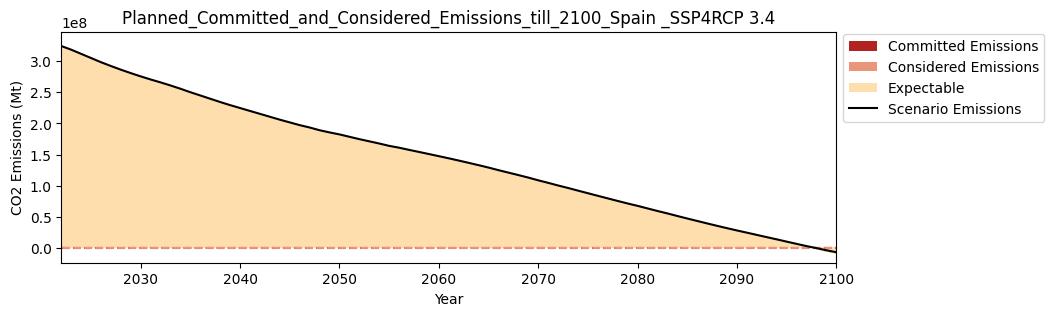 Planned_Committed_and_Considered_Emissions_till_2100_Spain _SSP4RCP 3.4
1e8
3.0
2.5
2.0
1.5
1.0
0.5
0.0
CO2 Emissions (Mt)
2030 2040 2050 2060 2070 2080 2090 2100
Year
Committed Emissions
Considered Emissions
Expectable
Scenario Emissions